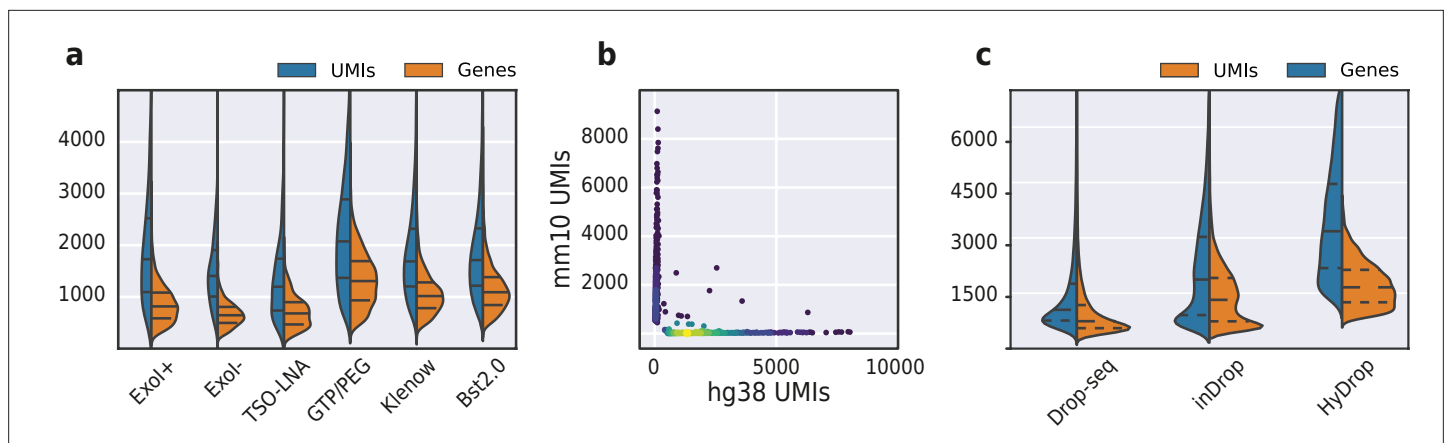 a
UMIs Genes
4000
3000
2000
1000
ExoI+
ExoI-
TSO-LNA
GTP/PEG
Klenow
Bst2.0
b
mm10 UMIs
8000
6000
4000
2000
0
5000
10000
hg38 UMIs
c
UMIs Genes
6000
4500
3000
1500
Drop-seq
inDrop
HyDrop